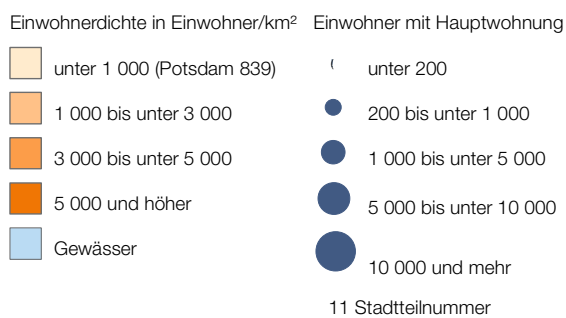 Einwohnerdichte in Einwohner/km²
unter 1 000 (Potsdam 839)
1 000 bis unter 3 000
3 000 bis unter 5 000
5 000 und höher
Gewässer
Einwohner mit Hauptwohnung
unter 200
200 bis unter 1 000
1 000 bis unter 5 000
5 000 bis unter 10 000
10 000 und mehr
11 Stadtteilnummer